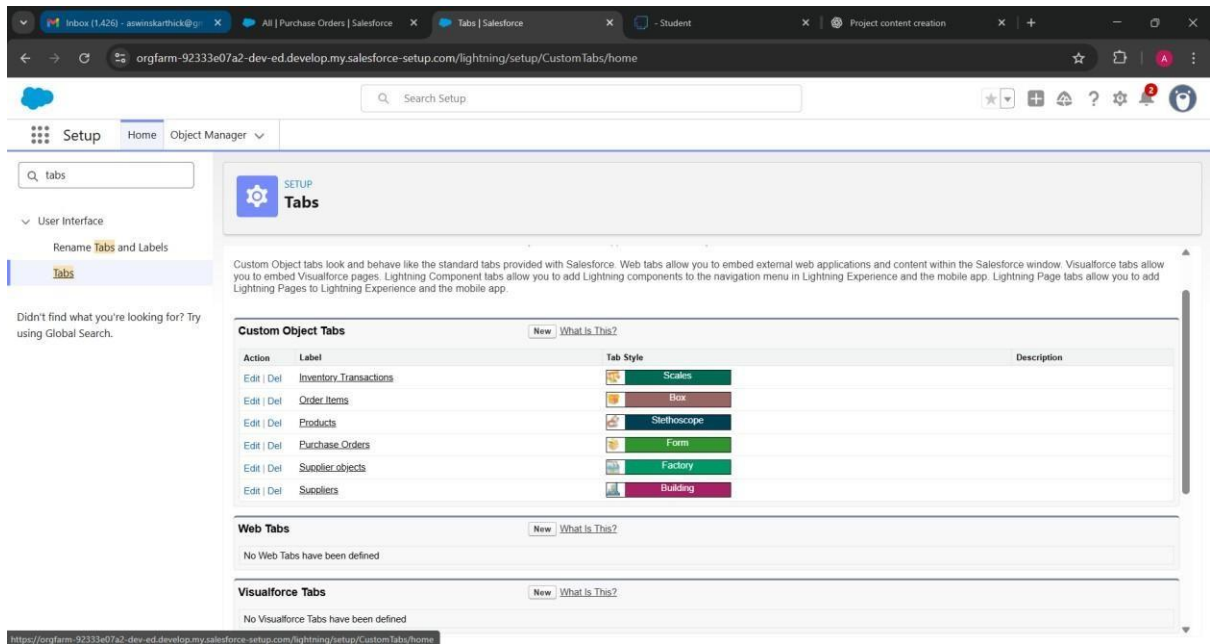 Inbox (1,426) - aswinskarthick@g
All | Purchase Orders | Salesforce
Tabs | Salesforce
- Student
Project content creation
orgfarm-92333e07a2-dev-ed.develop.my.salesforce-setup.com/lightning/setup/CustomTabs/home
A
Search Setup
2
Setup Home Object Manager
tabs
SETUP
Tabs
User Interface
Rename Tabs and Labels
Tabs
Didn't find what you're looking for? Try
using Global Search.
Custom Object tabs look and behave like the standard tabs provided with Salesforce. Web tabs allow you to embed external web applications and content within the Salesforce window. Visualforce tabs allow
you to embed Visualforce pages. Lightning Component tabs allow you to add Lightning components to the navigation menu in Lightning Experience and the mobile app. Lightning Page tabs allow you to add
Lightning Pages to Lightning Experience and the mobile app.
Custom Object Tabs New What Is This?
Action Label Tab Style Description
Edit | Del Inventory Transactions Scales
Edit | Del Order Items Box
Edit | Del Products Stethoscope
Edit | Del Purchase Orders Form
Edit | Del Supplier objects Factory
Edit | Del Suppliers Building
Web Tabs New What Is This?
No Web Tabs have been defined
Visualforce Tabs New What Is This?
No Visualforce Tabs have been defined
https://orgfarm-92333e07a2-dev-ed.develop.my.salesforce-setup.com/lightning/setup/CustomTabs/home